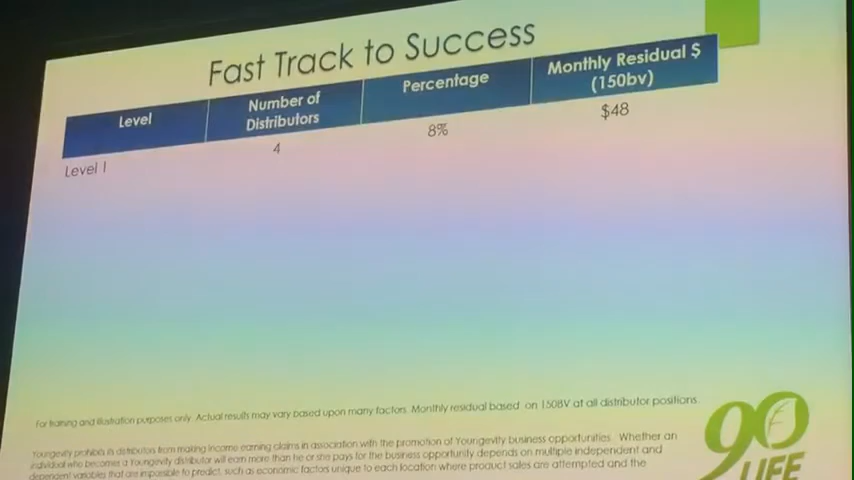 Fast Track to Success
Level
Number of
Distributors
Percentage
Monthly Residual $
(150bv)
Level I
4
8%
$48
For training and illustration purposes only. Actual results may vary based upon many factors. Monthly residual based on 150BV at all distributor positions.
Youngevity prohibits its distributors from making income earning claims in association with the promotion of Youngevity business opportunities. Whether an
individual who becomes a Youngevity distributor will earn more than he or she pays for the business opportunity depends on multiple independent and
dependent variables that are impossible to predict, such as economic factors unique to each location where product sales are attempted and the
90
LIFE